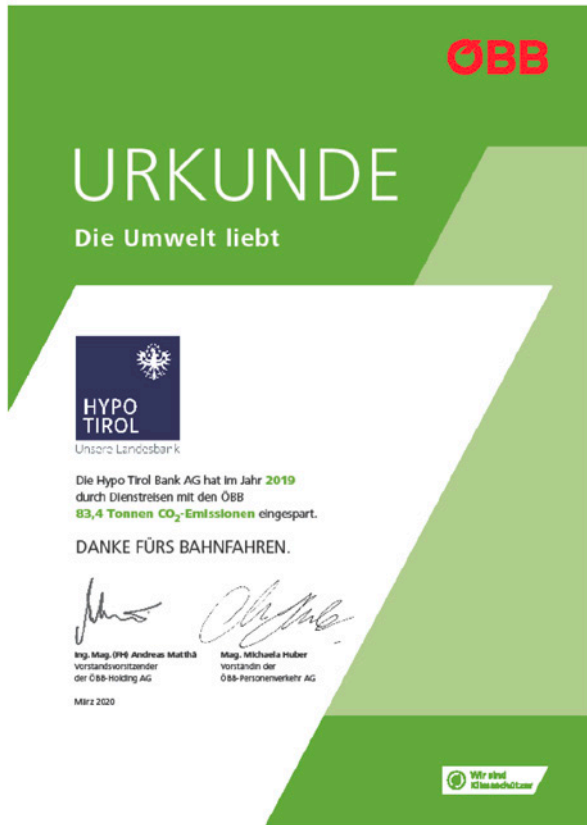 ÖBB
URKUNDE
Die Umwelt liebt
HYPO
TIROL
Unsere Landesbank
Die Hypo Tirol Bank AG hat im Jahr 2019
durch Dienstreisen mit den ÖBB
83,4 Tonnen CO₂-Emissionen eingespart.
DANKE FÜRS BAHNFAHREN.
Ing. Mag. (FH) Andreas Matthä
Vorstandsvorsitzender
der ÖBB-Holding AG
Mag. Michaela Huber
Vorständin der
ÖBB-Personenverkehr AG
März 2020
Wir sind
Klimaschützer